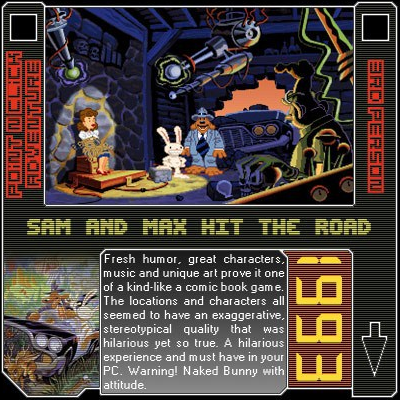 POINT N CLICK
ADVENTURE
3RD PERSON
SAM AND MAX HIT THE ROAD
Fresh humor, great characters,
music and unique art prove it one
of a kind-like a comic book game.
The locations and characters all
seemed to have an exaggerative,
stereotypical quality that was
hilarious yet so true. A hilarious
experience and must have in your
PC. Warning! Naked Bunny with
attitude.
1993